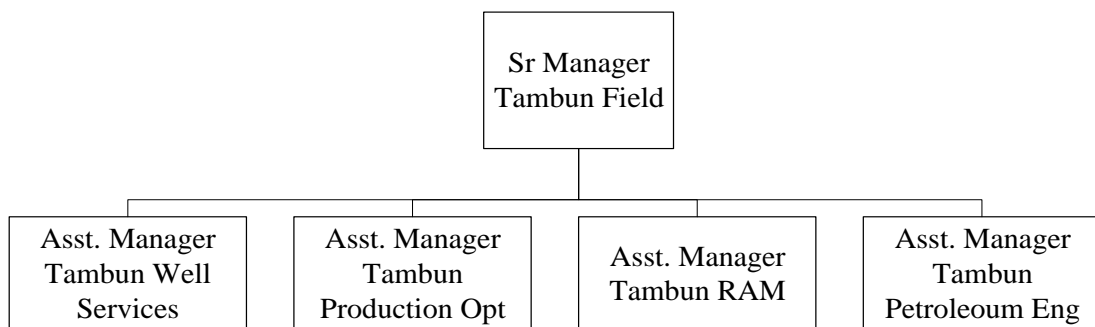 Sr Manager
Tambun Field
Asst. Manager
Tambun Well
Services
Asst. Manager
Tambun
Production Opt
Asst. Manager
Tambun RAM
Asst. Manager
Tambun
Petroleoum Eng